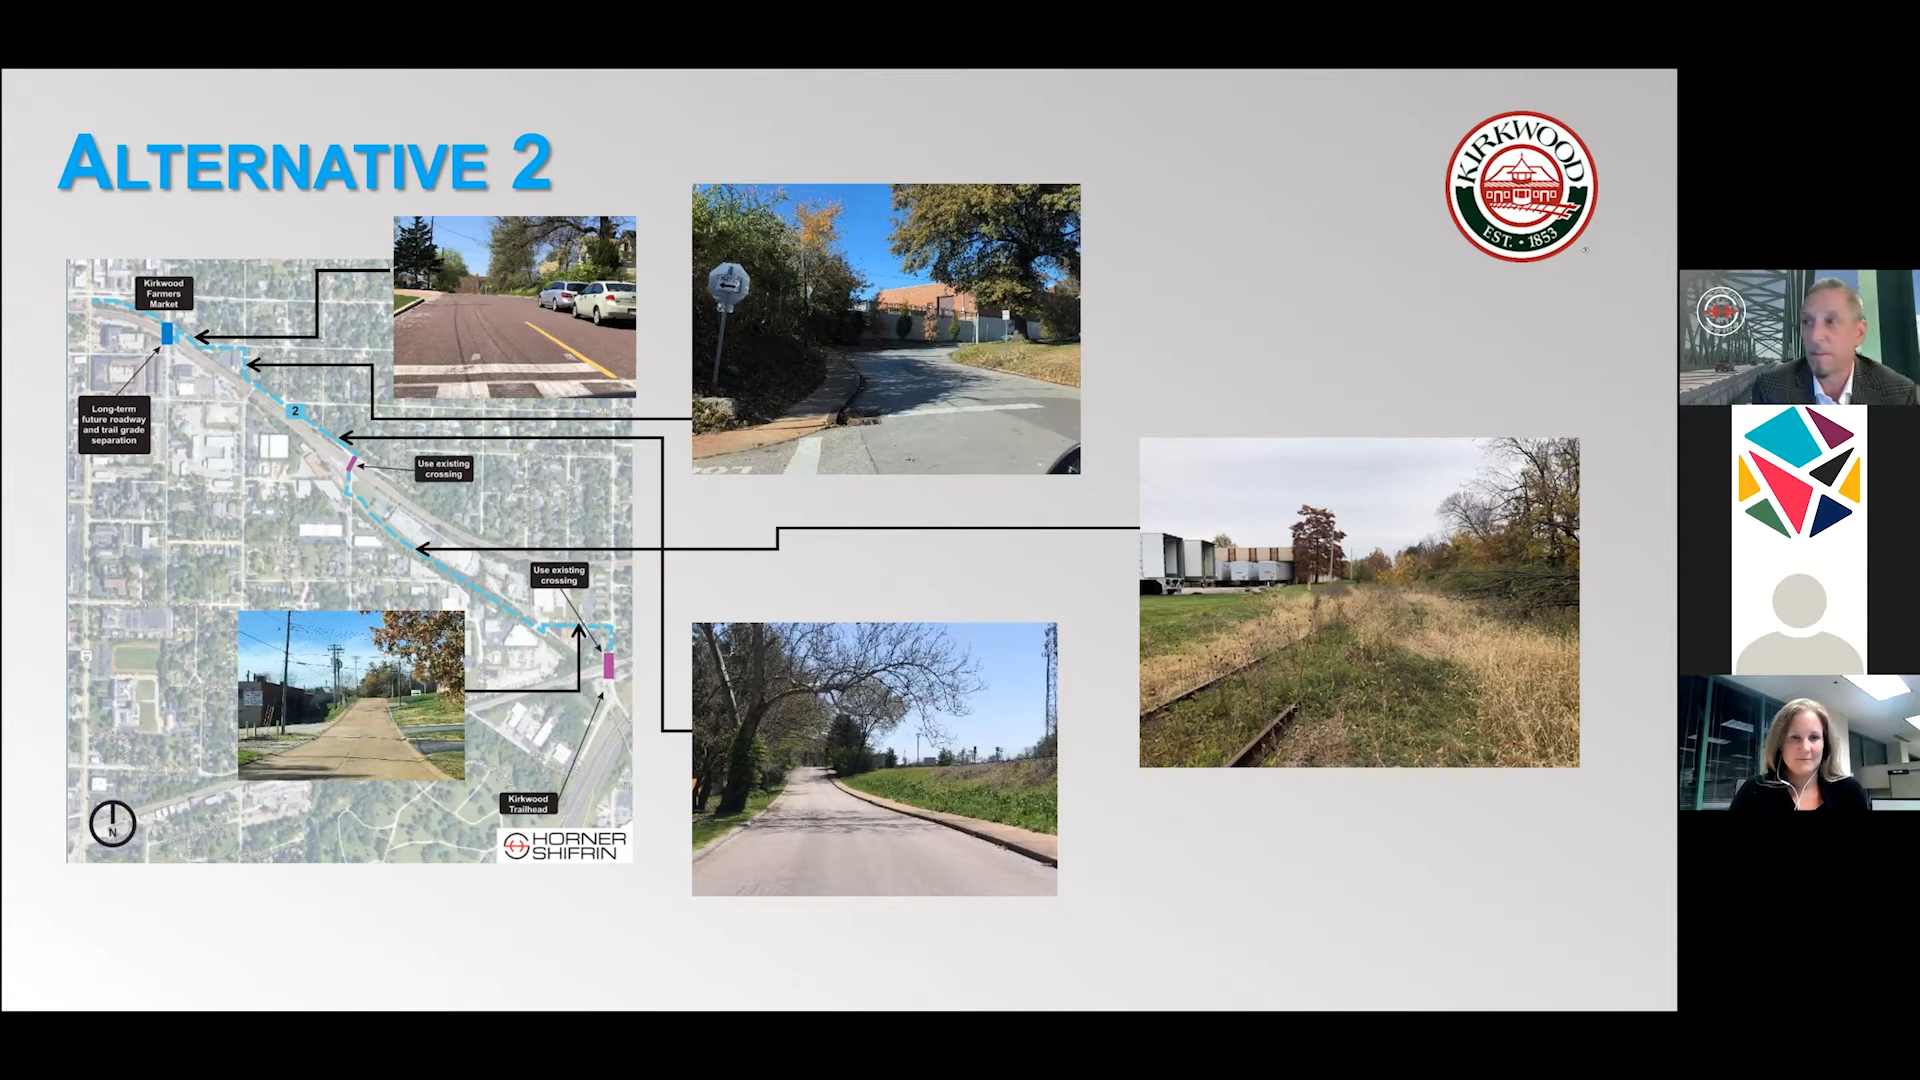 ALTERNATIVE 2
KIRKWOOD
EST. • 1853
Kirkwood
Farmers
Market
Long-term
future roadway
and trail grade
separation
2
Use existing
crossing
Use existing
crossing
Kirkwood
Trailhead
N
HORNER
SHIFRIN